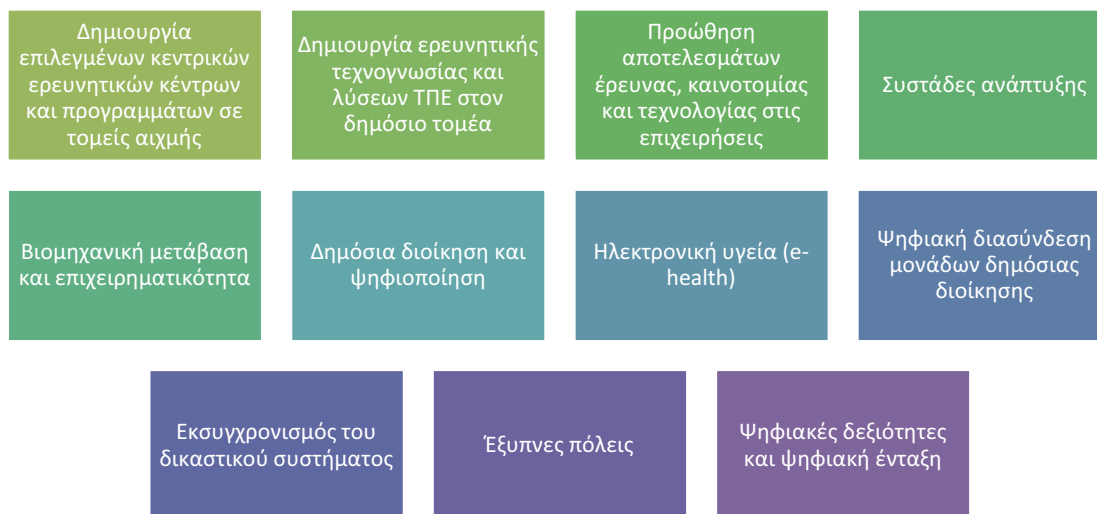 Δημιουργία
επιλεγμένων κεντρικών
ερευνητικών κέντρων
και προγραμμάτων σε
τομείς αιχμής
Δημιουργία ερευνητικής
τεχνογνωσίας και
λύσεων ΤΠΕ στον
δημόσιο τομέα
Προώθηση
αποτελεσμάτων
έρευνας, καινοτομίας
και τεχνολογίας στις
επιχειρήσεις
Συστάδες ανάπτυξης
Βιομηχανική μετάβαση
και επιχειρηματικότητα
Δημόσια διοίκηση και
ψηφιοποίηση
Ηλεκτρονική υγεία (e-
health)
Ψηφιακή διασύνδεση
μονάδων δημόσιας
διοίκησης
Εκσυγχρονισμός του
δικαστικού συστήματος
Έξυπνες πόλεις
Ψηφιακές δεξιότητες
και ψηφιακή ένταξη